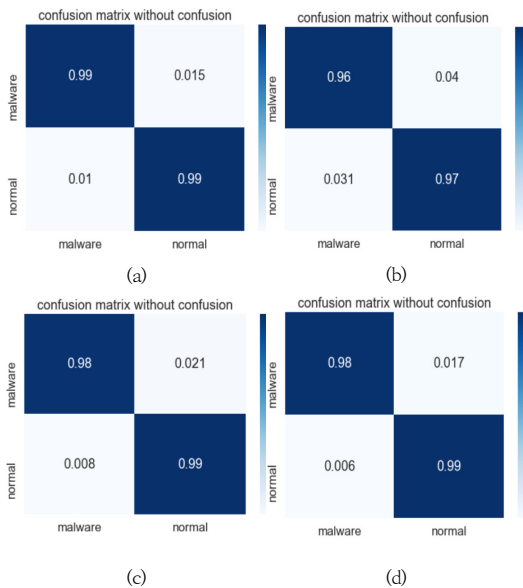 confusion matrix without confusion
malware
0.99 0.015
normal
0.01 0.99
malware normal
(a)
confusion matrix without confusion
malware
0.96 0.04
normal
0.031 0.97
malware normal
(b)
confusion matrix without confusion
malware
0.98 0.021
normal
0.008 0.99
malware normal
(c)
confusion matrix without confusion
malware
0.98 0.017
normal
0.006 0.99
malware normal
(d)